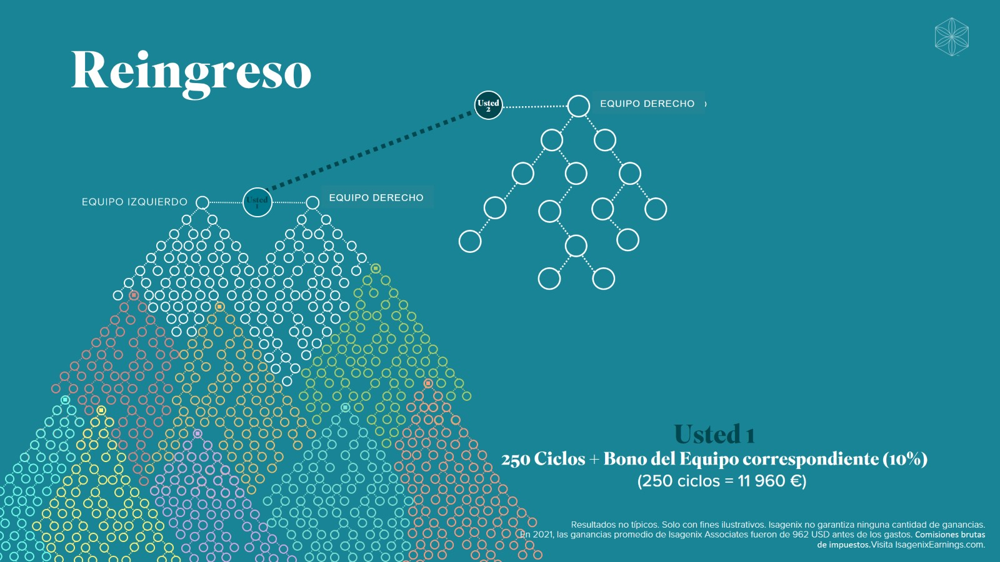 Reingreso
Usted
2
EQUIPO DERECHO
EQUIPO IZQUIERDO
Usted
1
EQUIPO DERECHO
Usted 1
250 Ciclos + Bono del Equipo correspondiente (10%)
(250 ciclos = 11 960 €)
Resultados no típicos. Solo con fines ilustrativos. Isagenix no garantiza ninguna cantidad de ganancias.
En 2021, las ganancias promedio de Isagenix Associates fueron de 962 USD antes de los gastos. Comisiones brutas
de impuestos.Visita IsagenixEarnings.com.